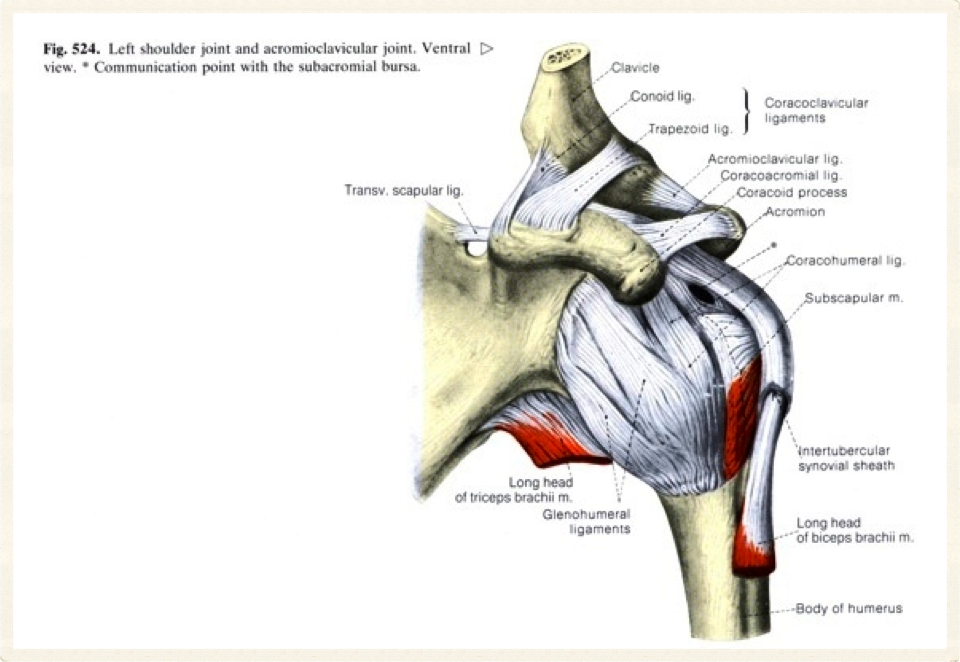 Fig. 524. Left shoulder joint and acromioclavicular joint. Ventral ▷
view. * Communication point with the subacromial bursa.
Clavicle
Conoid lig.
Trapezoid lig.
Coracoclavicular
ligaments
Acromioclavicular lig.
Coracoacromial lig.
Transv. scapular lig.
Coracoid process
Acromion
*
Coracohumeral lig.
Subscapular m.
Intertubercular
synovial sheath
Long head
of triceps brachii m.
Glenohumeral
ligaments
Long head
of biceps brachii m.
Body of humerus